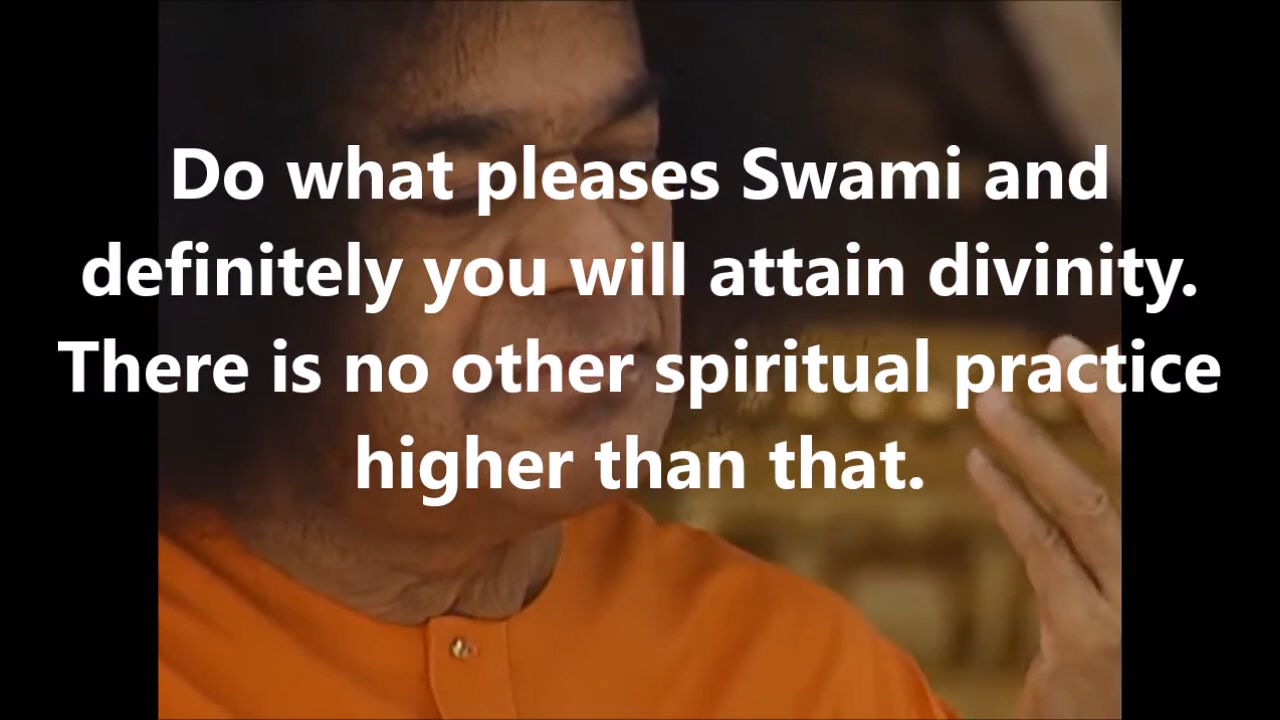 Do what pleases Swami and
definitely you will attain divinity.
There is no other spiritual practice
higher than that.